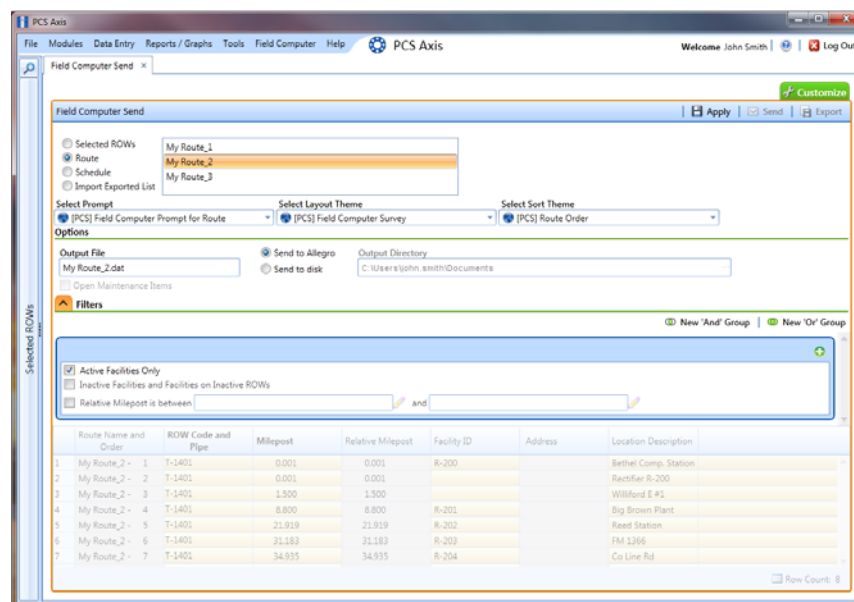 PCS Axis
File Modules Data Entry Reports / Graphs Tools Field Computer Help PCS Axis Welcome John Smith Log Out
Field Computer Send ×
Customize
Field Computer Send Apply Send Export
Selected ROWs
Route
Schedule
Import Exported List
My Route_1
My Route_2
My Route_3
Select Prompt Select Layout Theme Select Sort Theme
[PCS] Field Computer Prompt for Route [PCS] Field Computer Survey [PCS] Route Order
Options
Output File Send to Allegro Output Directory
My Route_2.dat Send to disk C:\Users\john.smith\Documents
Open Maintenance Items
Filters
New 'And' Group New 'Or' Group
Active Facilities Only
Inactive Facilities and Facilities on Inactive ROWs
Relative Milepost is between and
Selected ROWs
Route Name and Order ROW Code and Pipe Milepost Relative Milepost Facility ID Address Location Description
1 My Route_2 - 1 T-1401 0.001 0.001 R-200 Bethel Comp. Station
2 My Route_2 - 2 T-1401 0.001 0.001 Rectifier R-200
3 My Route_2 - 3 T-1401 1.500 1.500 Williford E #1
4 My Route_2 - 4 T-1401 8.800 8.800 R-201 Big Brown Plant
5 My Route_2 - 5 T-1401 21.919 21.919 R-202 Reed Station
6 My Route_2 - 6 T-1401 31.183 31.183 R-203 FM 1366
7 My Route_2 - 7 T-1401 34.935 34.935 R-204 Co Line Rd
Row Count: 8